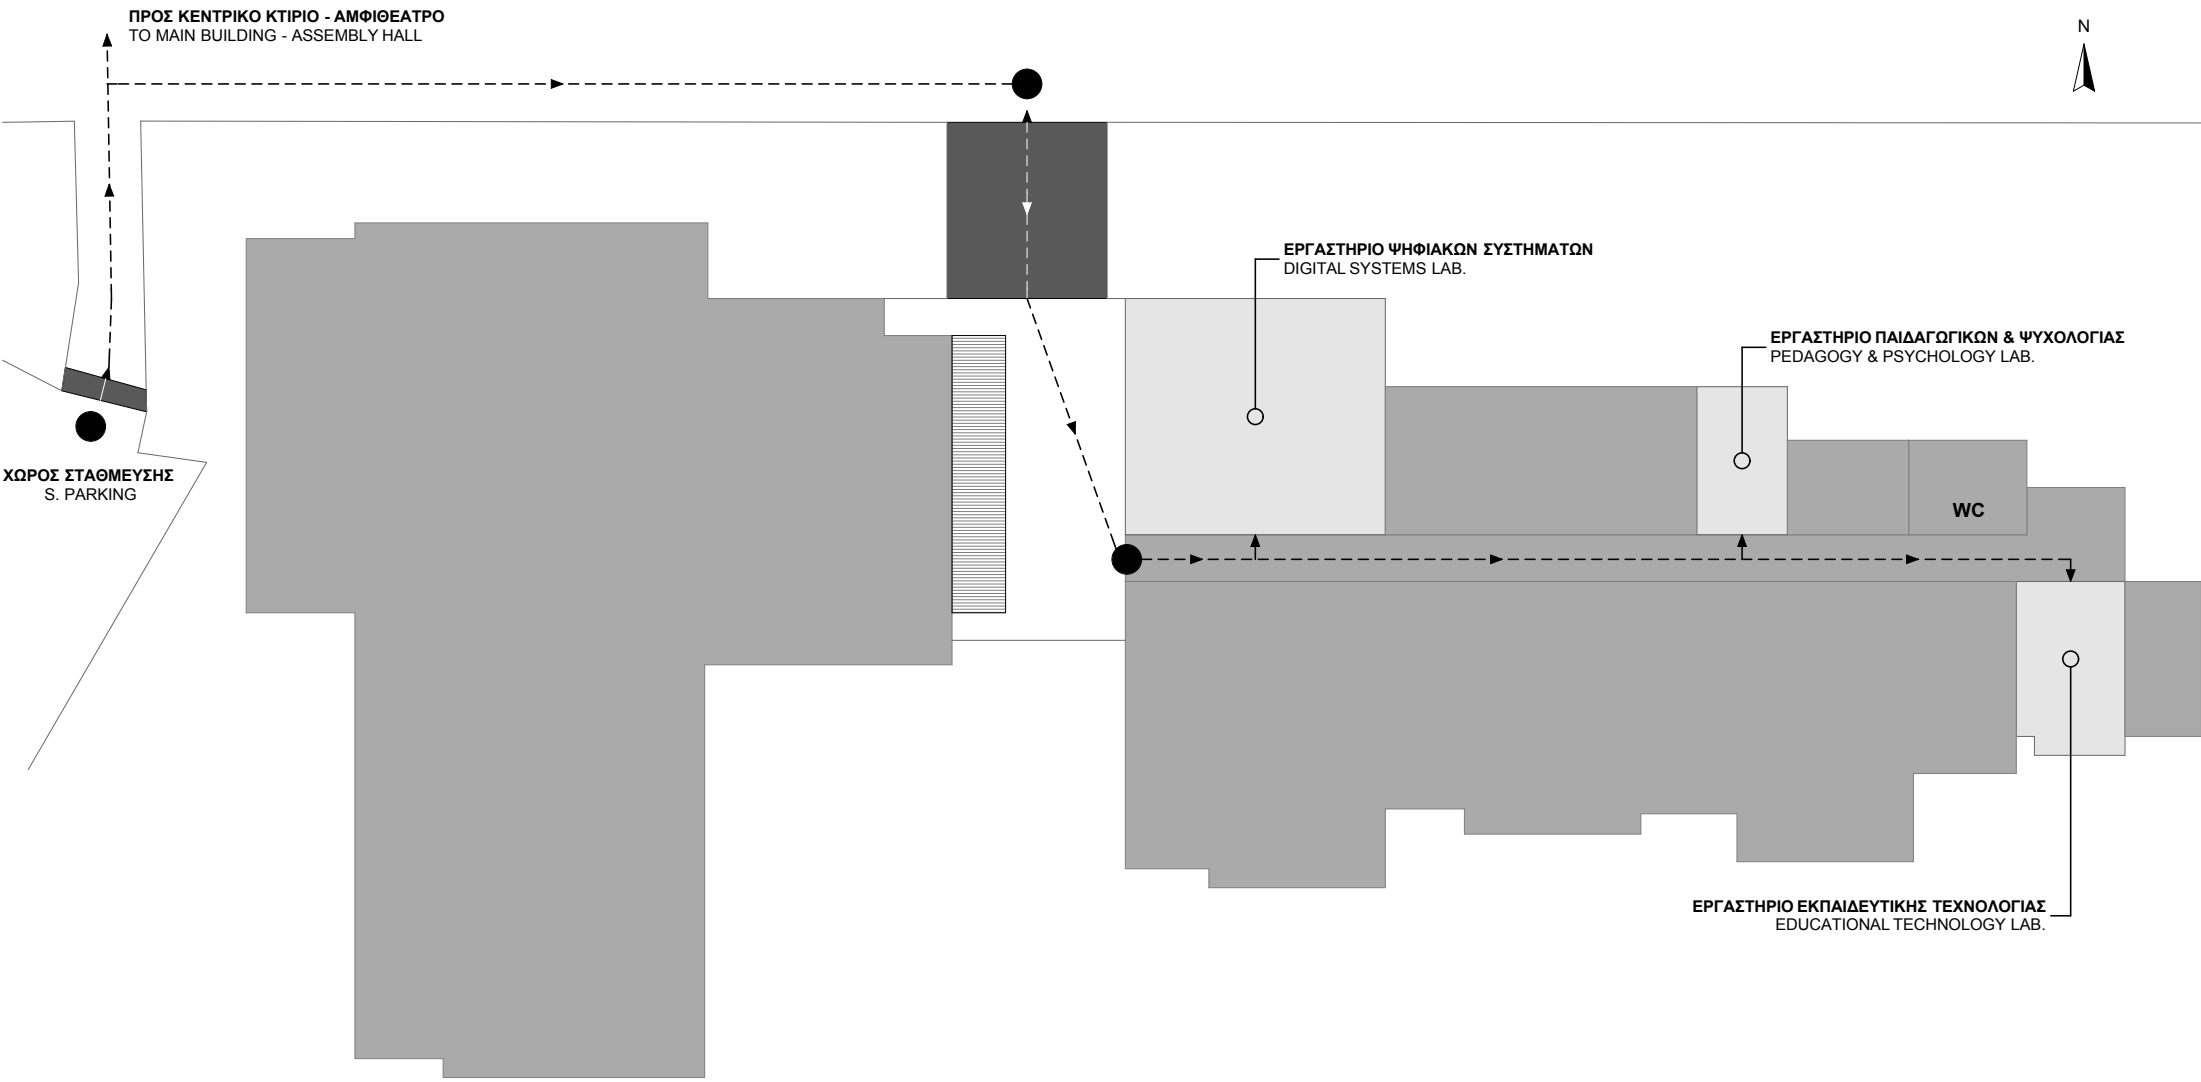 ΠΡΟΣ ΚΕΝΤΡΙΚΟ ΚΤΙΡΙΟ - ΑΜΦΙΘΕΑΤΡΟ
TO MAIN BUILDING - ASSEMBLY HALL
N
ΕΡΓΑΣΤΗΡΙΟ ΨΗΦΙΑΚΩΝ ΣΥΣΤΗΜΑΤΩΝ
DIGITAL SYSTEMS LAB.
ΕΡΓΑΣΤΗΡΙΟ ΠΑΙΔΑΓΩΓΙΚΩΝ & ΨΥΧΟΛΟΓΙΑΣ
PEDAGOGY & PSYCHOLOGY LAB.
ΧΩΡΟΣ ΣΤΑΘΜΕΥΣΗΣ
S. PARKING
WC
ΕΡΓΑΣΤΗΡΙΟ ΕΚΠΑΙΔΕΥΤΙΚΗΣ ΤΕΧΝΟΛΟΓΙΑΣ
EDUCATIONAL TECHNOLOGY LAB.